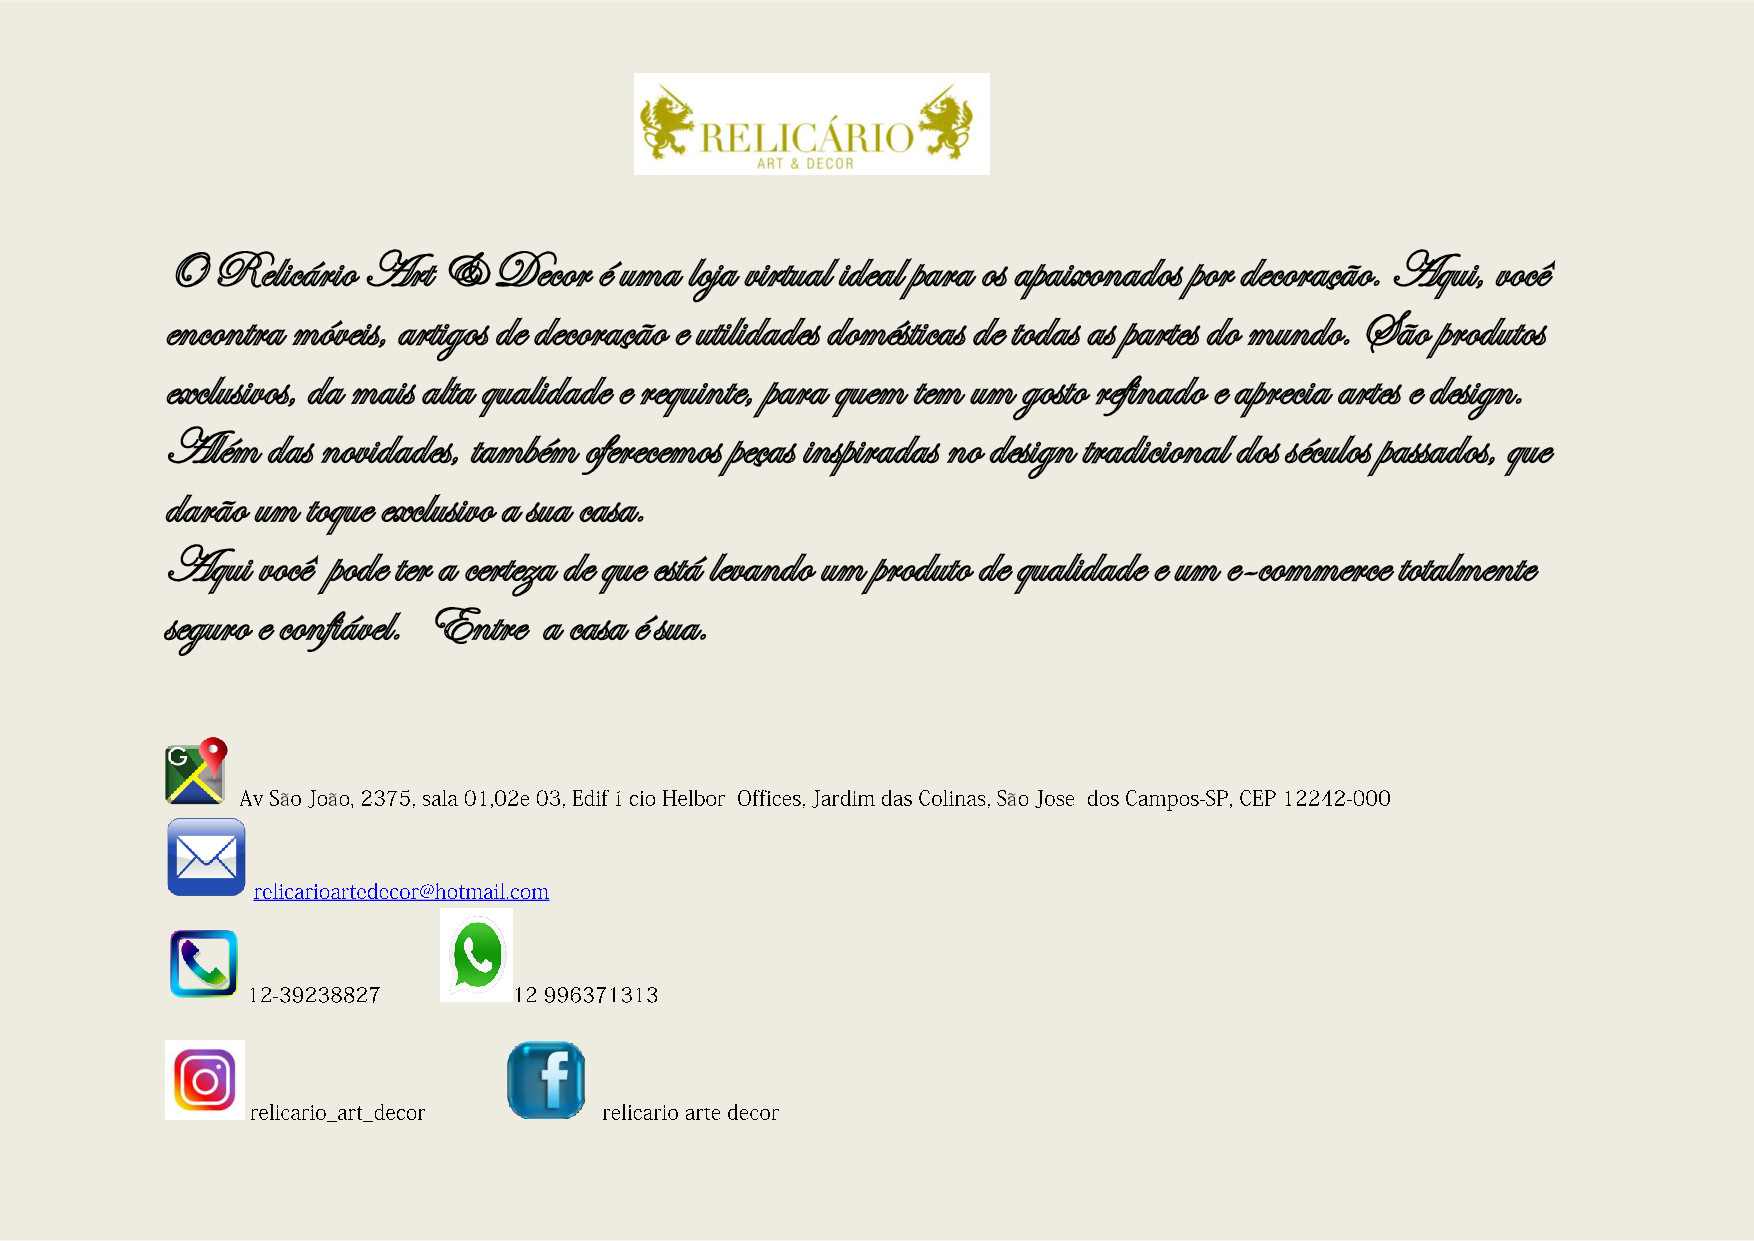 RELICÁRIO
ART & DECOR
O Relicário Art & Decor é uma loja virtual ideal para os apaixonados por decoração. Aqui, você
encontra móveis, artigos de decoração e utilidades domésticas de todas as partes do mundo. São produtos
exclusivos, da mais alta qualidade e requinte, para quem tem um gosto refinado e aprecia artes e design.
Além das novidades, também oferecemos peças inspiradas no design tradicional dos séculos passados, que
darão um toque exclusivo a sua casa.
Aqui você pode ter a certeza de que está levando um produto de qualidade e um e-commerce totalmente
seguro e confiável. Entre a casa é sua.
G
Av São João, 2375, sala 01,02e 03, Edif í cio Helbor Offices, Jardim das Colinas, São Jose dos Campos-SP, CEP 12242-000
relicarioartedecor@hotmail.com
12-39238827 12 996371313
f
relicario_art_decor relicario arte decor